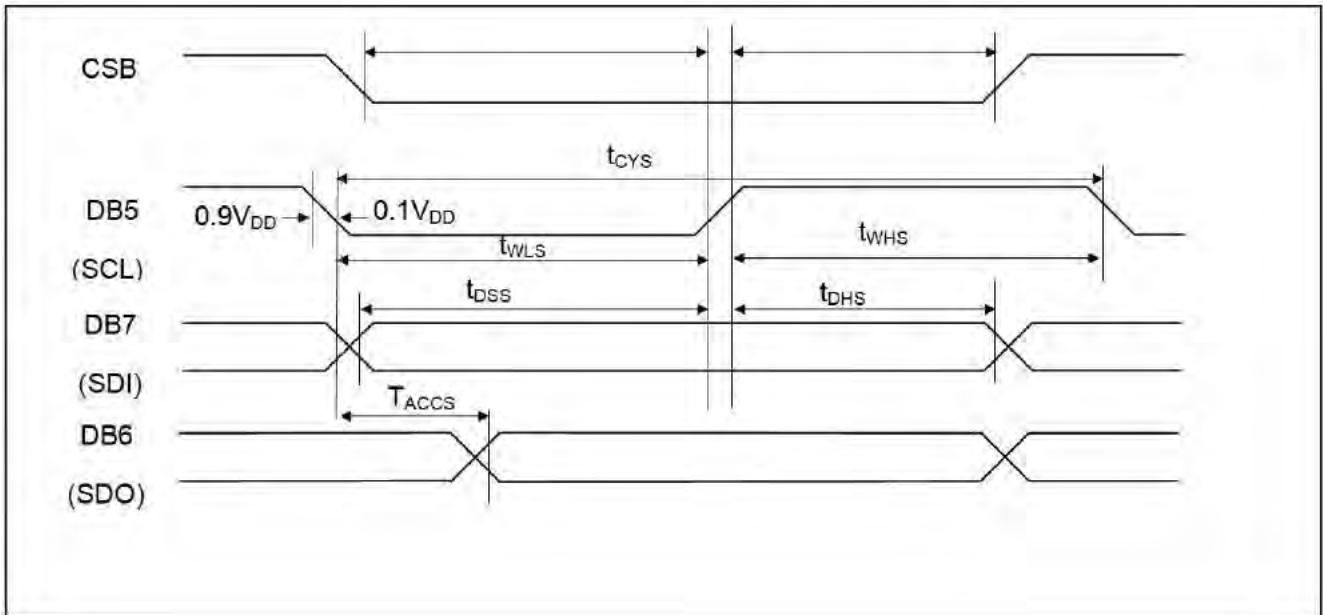 CSB
tCYS
DB5
0.9VDD
0.1VDD
tWLS
tWHS
(SCL)
tDSS
tDHS
DB7
(SDI)
TACCS
DB6
(SDO)